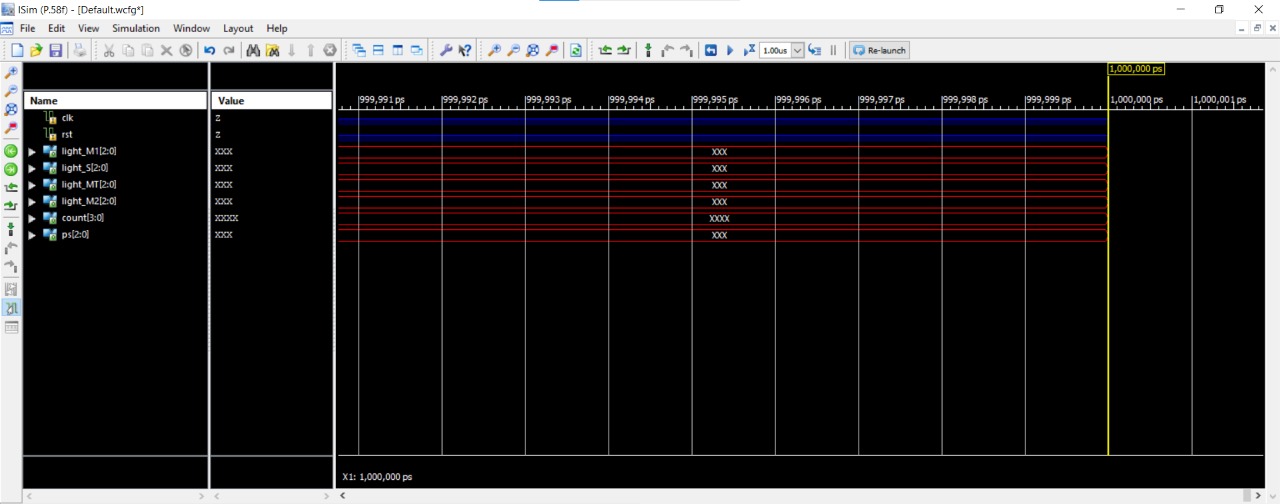 ISim (P.58f) - [Default.wcfg*]
File Edit View Simulation Window Layout Help
1.00us Re-launch
1,000,000 ps
Name Value
999,991 ps 999,992 ps 999,993 ps 999,994 ps 999,995 ps 999,996 ps 999,997 ps 999,998 ps 999,999 ps 1,000,000 ps 1,000,001 ps
clk Z
rst Z
light_M1[2:0] XXX XXX
light_S[2:0] XXX XXX
light_MT[2:0] XXX XXX
light_M2[2:0] XXX XXX
count[3:0] XXXX XXXX
ps[2:0] XXX XXX
X1: 1,000,000 ps